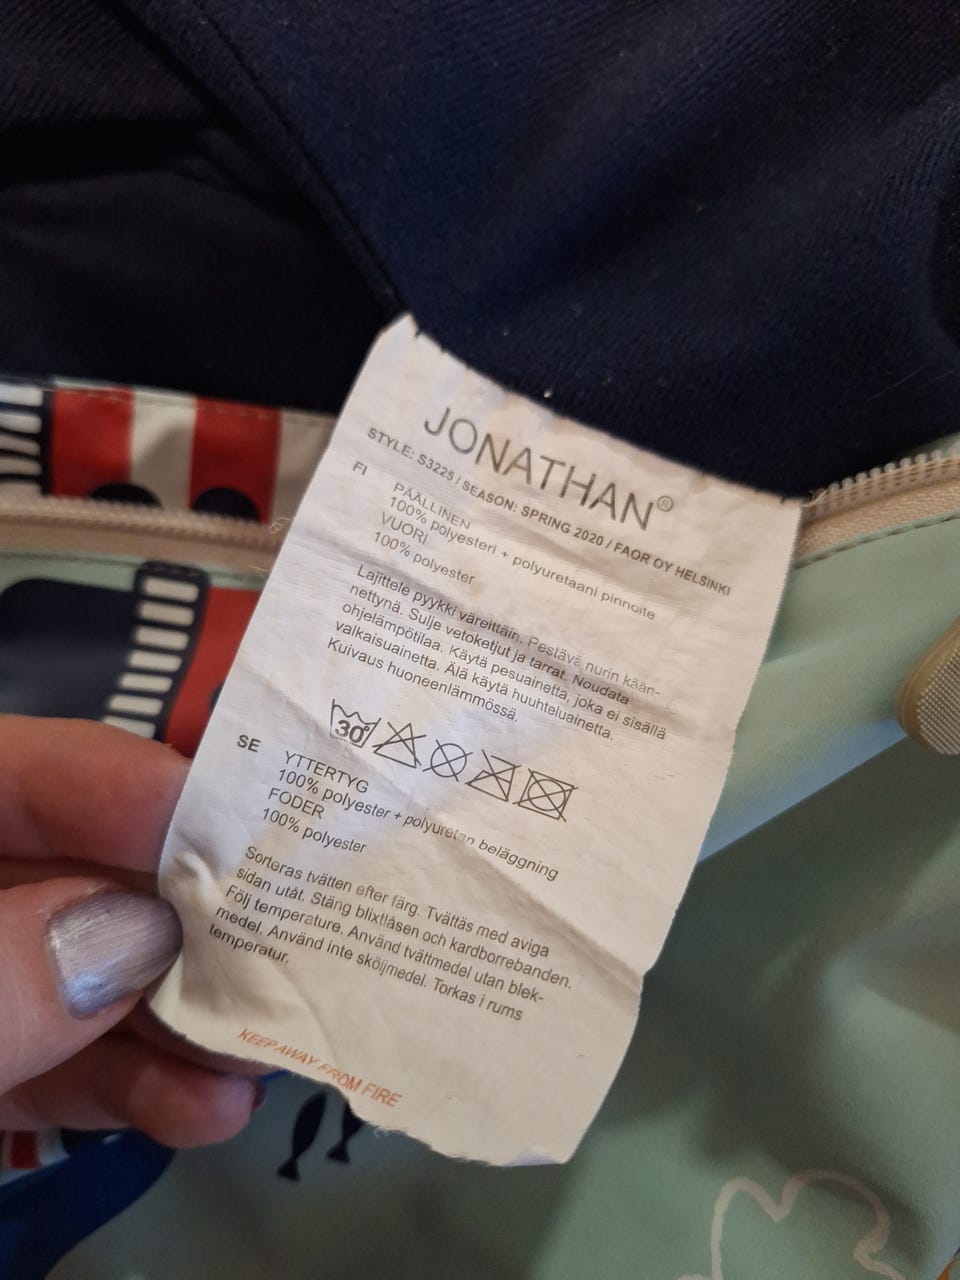 JONATHAN®
STYLE: S3225 / SEASON: SPRING 2020 / FAOR OY HELSINKI
FI
PÄÄLLINEN
100% polyesteri + polyuretaani pinnoite
VUORI
100% polyester
Lajittele pyykki väreittäin. Pestävä nurin kään-
nettynä. Sulje vetoketjut ja tarrat. Noudata
ohjelämpötilaa. Käytä pesuainetta, joka ei sisällä
valkaisuainetta. Älä käytä huuhteluainetta.
Kuivaus huoneenlämmössä.
30°
SE
YTTERTYG
100% polyester + polyuretan beläggning
FODER
100% polyester
Sorteras tvätten efter färg. Tvättäs med aviga
sidan utåt. Stäng blixtlåsen och kardborrebanden.
Följ temperature. Använd tvättmedel utan blek-
medel. Använd inte sköljmedel. Torkas i rums
temperatur.
KEEP AWAY FROM FIRE